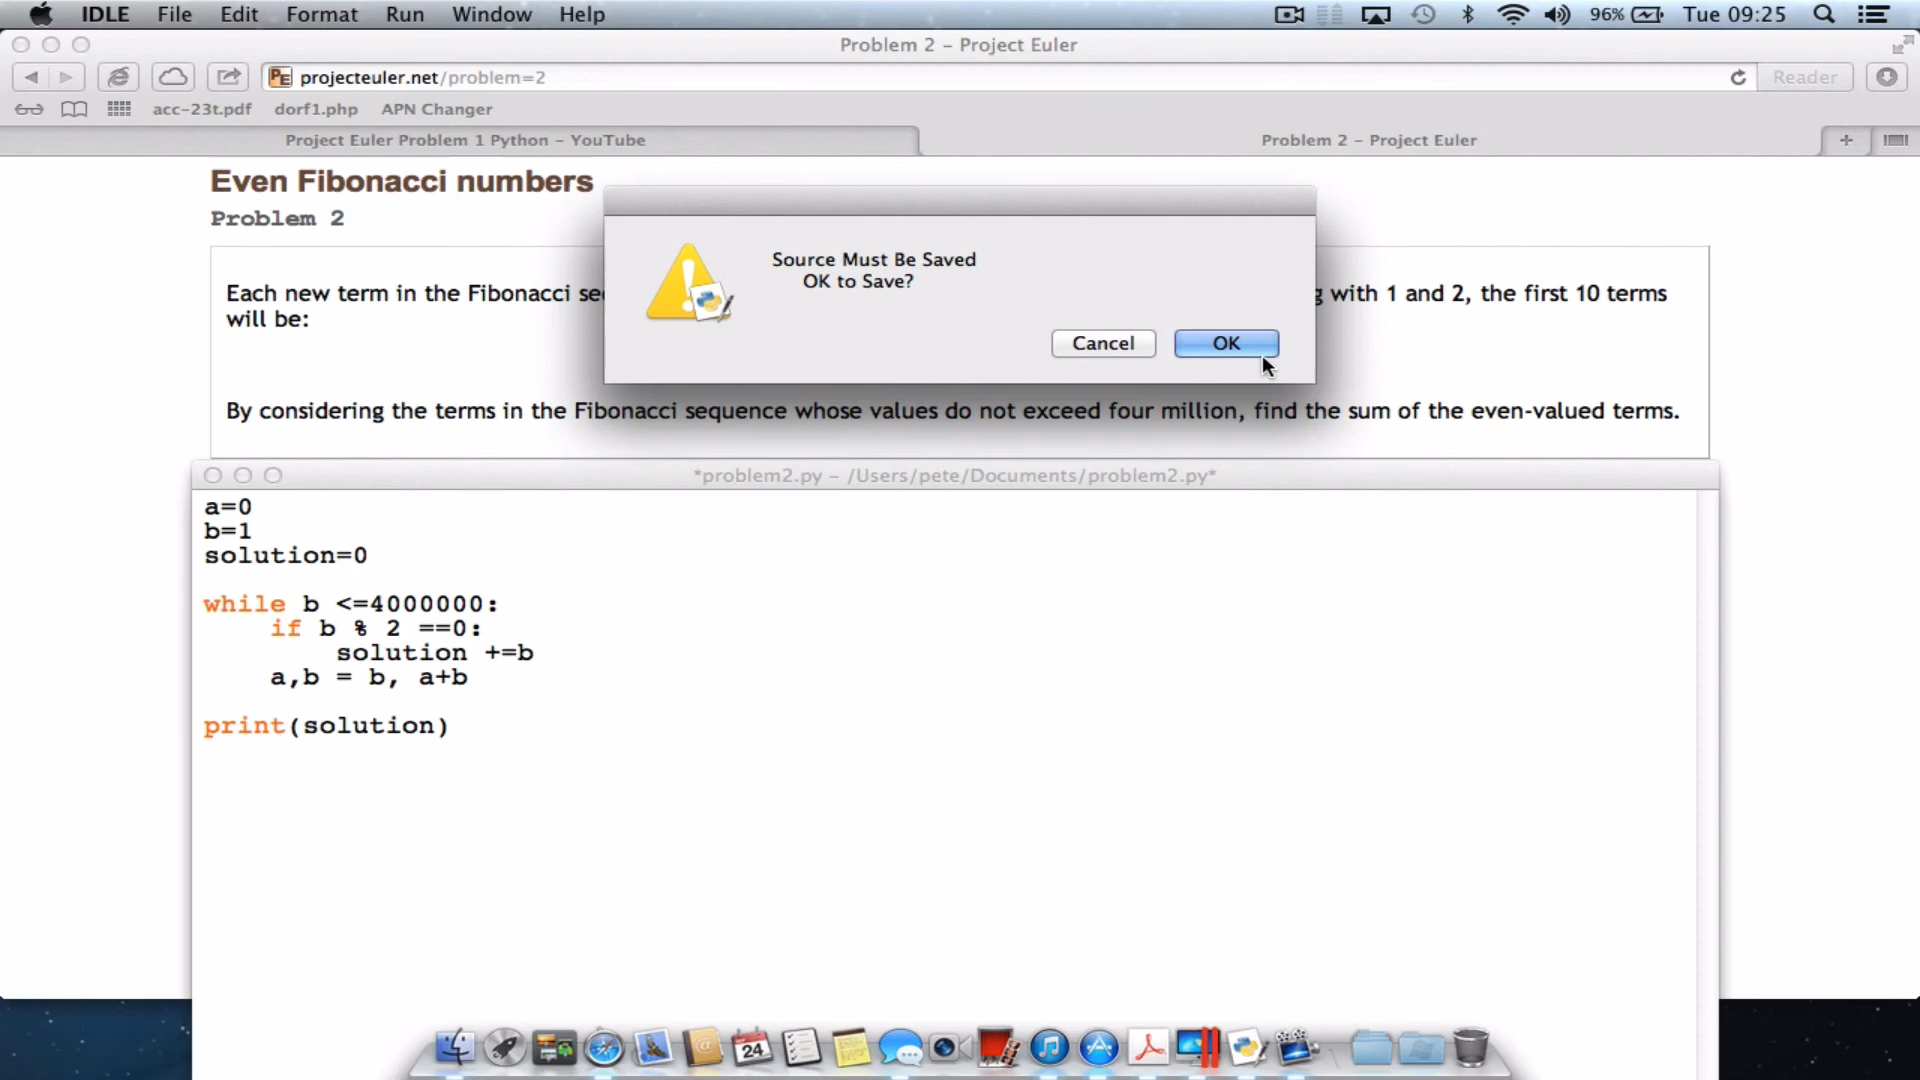 IDLE File Edit Format Run Window Help 96% Tue 09:25
Problem 2 – Project Euler
PE projecteuler.net/problem=2 Reader
acc-23t.pdf dorf1.php APN Changer
Project Euler Problem 1 Python – YouTube Problem 2 – Project Euler +
Even Fibonacci numbers
Problem 2
Source Must Be Saved
OK to Save?
Cancel OK
Each new term in the Fibonacci with 1 and 2, the first 10 terms
will be:
By considering the terms in the Fibonacci sequence whose values do not exceed four million, find the sum of the even-valued terms.
*problem2.py – /Users/pete/Documents/problem2.py*
a=0
b=1
solution=0
while b <=4000000:
    if b % 2 ==0:
        solution +=b
    a,b = b, a+b
print(solution)
24